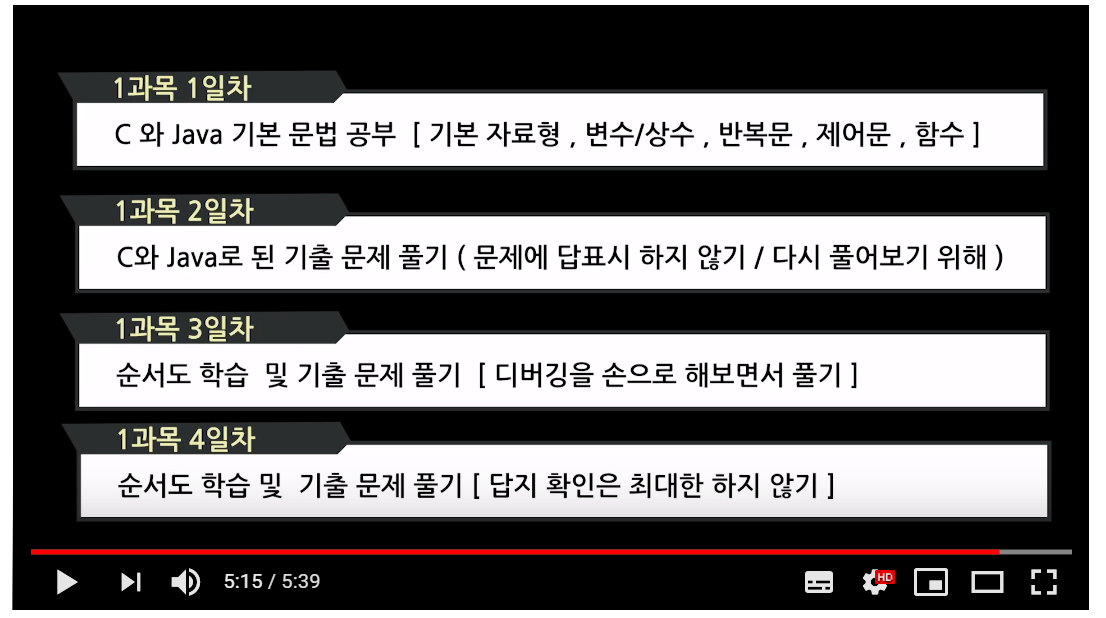 1과목 1일차
C 와 Java 기본 문법 공부 [ 기본 자료형 , 변수/상수 , 반복문 , 제어문 , 함수 ]
1과목 2일차
C와 Java로 된 기출 문제 풀기 ( 문제에 답표시 하지 않기 / 다시 풀어보기 위해 )
1과목 3일차
순서도 학습 및 기출 문제 풀기 [ 디버깅을 손으로 해보면서 풀기 ]
1과목 4일차
순서도 학습 및 기출 문제 풀기 [ 답지 확인은 최대한 하지 않기 ]
5:15 / 5:39 HD